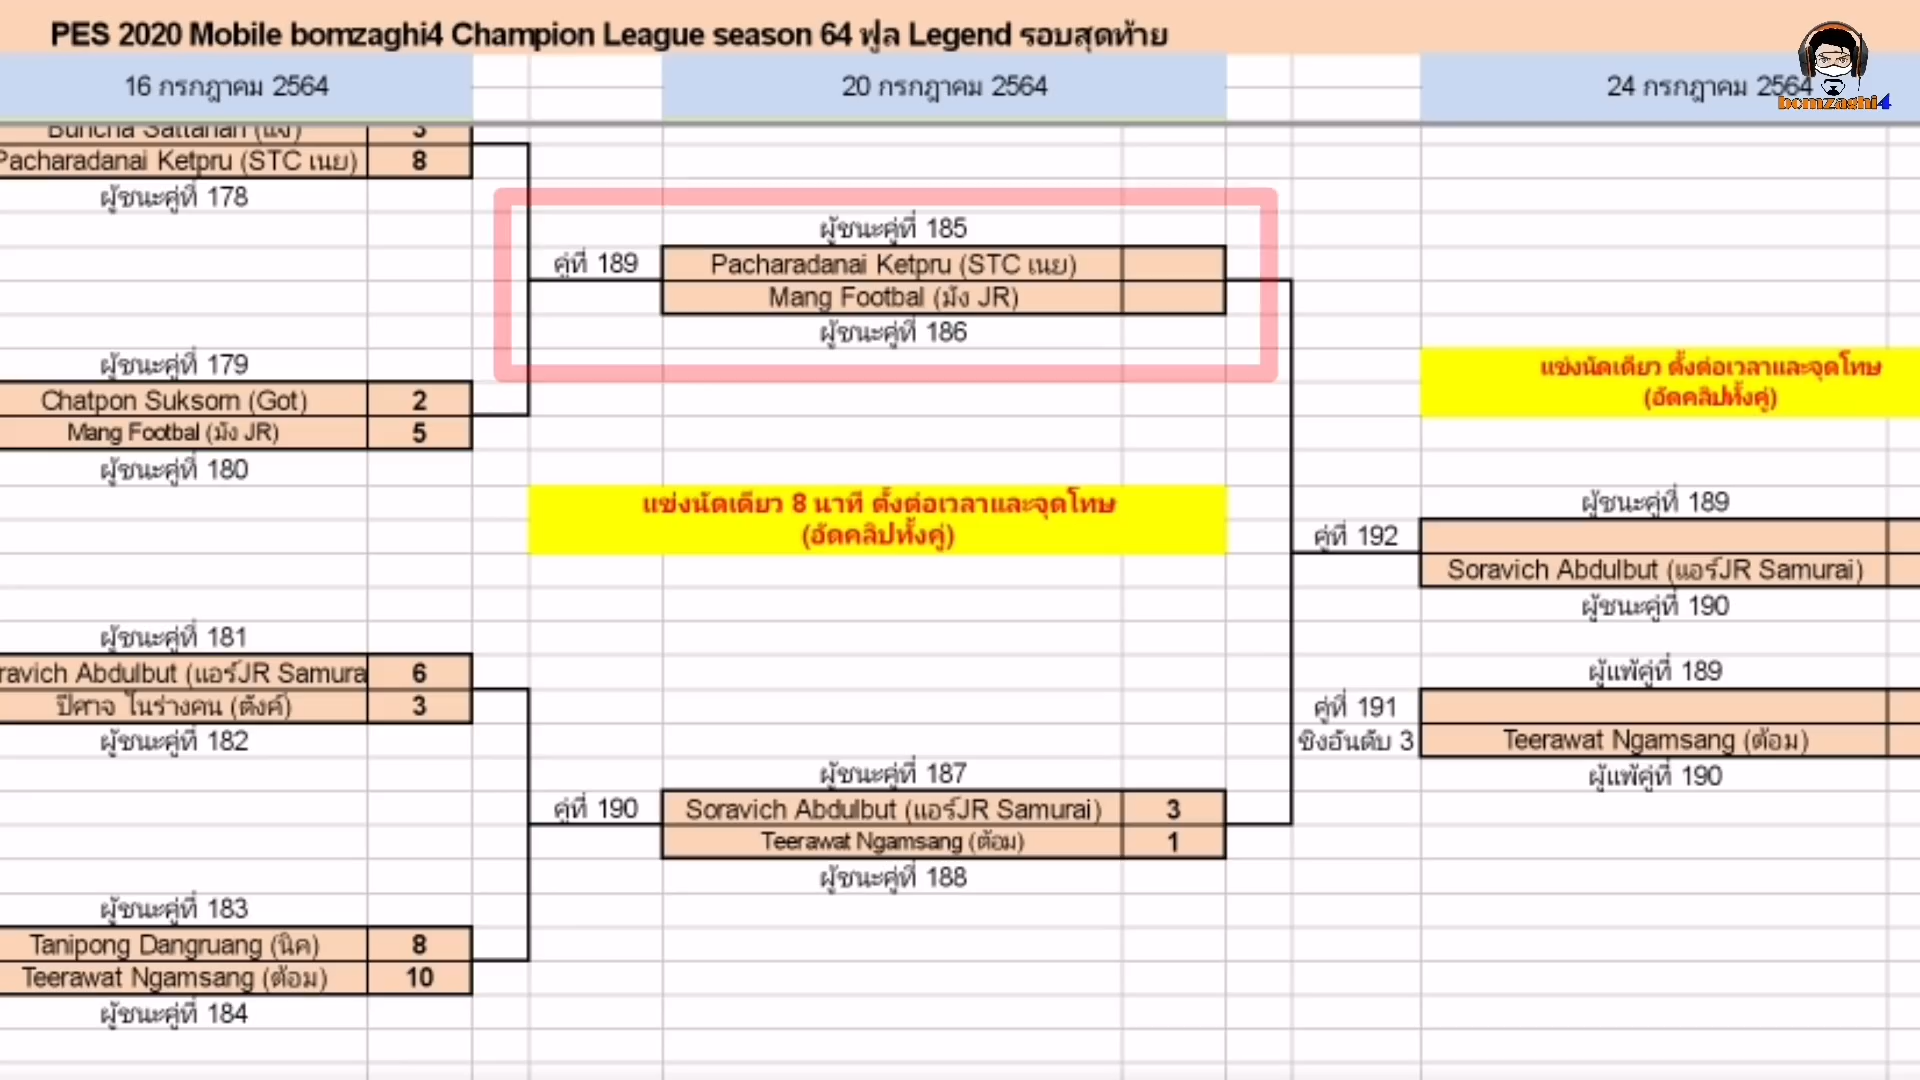 PES 2020 Mobile bomzaghi4 Champion League season 64 ฟูล Legend รอบสุดท้าย
16 กรกฎาคม 2564
20 กรกฎาคม 2564
24 กรกฎาคม 2564
bomzaghi4
Buncha Sattahan (แจ้) 3
Pacharadanai Ketpru (STC เนย) 8
ผู้ชนะคู่ที่ 178
ผู้ชนะคู่ที่ 179
Chatpon Suksom (Got) 2
Mang Footbal (มัง JR) 5
ผู้ชนะคู่ที่ 180
ผู้ชนะคู่ที่ 181
ravich Abdulbut (แอร์JR Samura 6
ปีศาจ ในร่างคน (ตังค์) 3
ผู้ชนะคู่ที่ 182
ผู้ชนะคู่ที่ 183
Tanipong Dangruang (นิค) 8
Teerawat Ngamsang (ต้อม) 10
ผู้ชนะคู่ที่ 184
ผู้ชนะคู่ที่ 185
คู่ที่ 189
Pacharadanai Ketpru (STC เนย)
Mang Footbal (มัง JR)
ผู้ชนะคู่ที่ 186
แข่งนัดเดียว 8 นาที ตั้งต่อเวลาและจุดโทษ
(อัดคลิปทั้งคู่)
ผู้ชนะคู่ที่ 187
คู่ที่ 190
Soravich Abdulbut (แอร์JR Samurai) 3
Teerawat Ngamsang (ต้อม) 1
ผู้ชนะคู่ที่ 188
แข่งนัดเดียว ตั้งต่อเวลาและจุดโทษ
(อัดคลิปทั้งคู่)
ผู้ชนะคู่ที่ 189
คู่ที่ 192
Soravich Abdulbut (แอร์JR Samurai)
ผู้ชนะคู่ที่ 190
ผู้แพ้คู่ที่ 189
คู่ที่ 191
ชิงอันดับ 3
Teerawat Ngamsang (ต้อม)
ผู้แพ้คู่ที่ 190